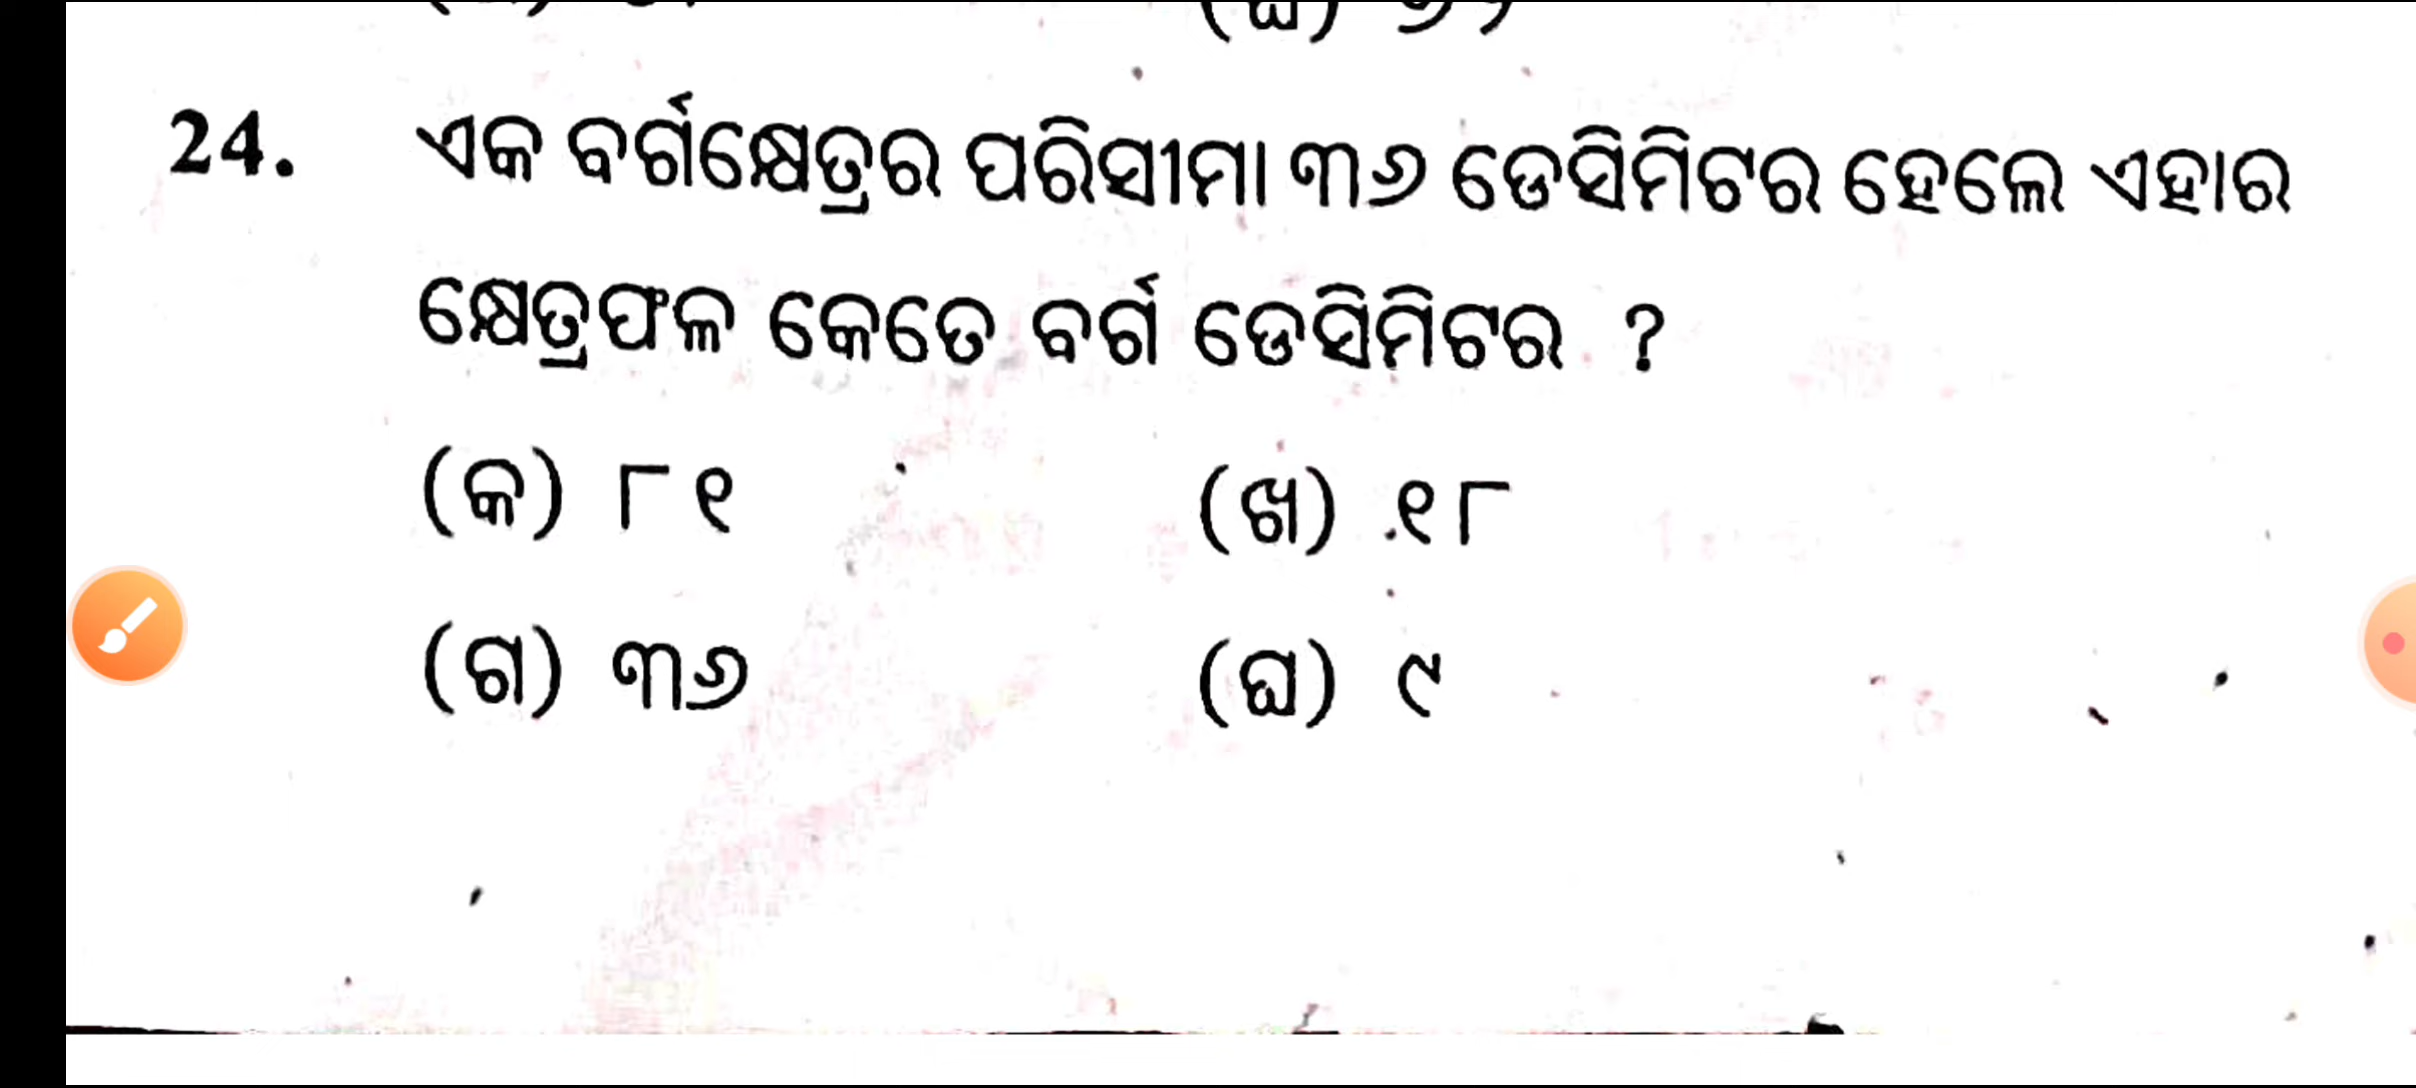 24. ଏକ ବର୍ଗକ୍ଷେତ୍ରର ପରିସୀମା ୩୬ ଡେସିମିଟର ହେଲେ ଏହାର
କ୍ଷେତ୍ରଫଳ କେତେ ବର୍ଗ ଡେସିମିଟର ?
(କ) ୮୧ (ଖ) ୧୮
(ଗ) ୩୬ (ଘ) ୯